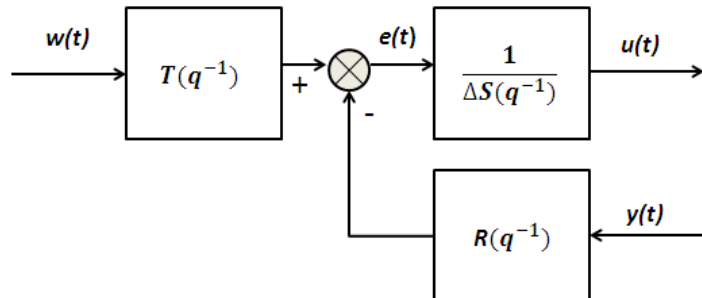 w(t)
T(q⁻¹)
+
-
e(t)
1
ΔS(q⁻¹)
u(t)
R(q⁻¹)
y(t)